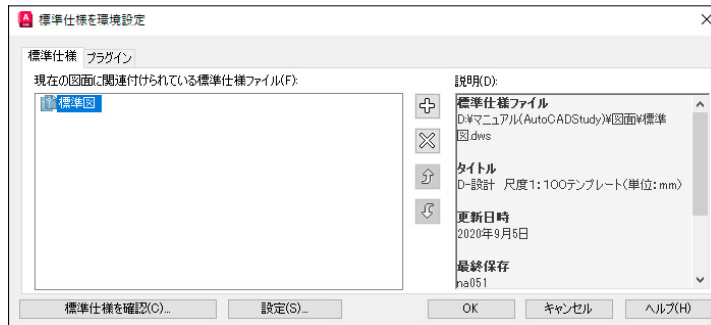 標準仕様を環境設定
標準仕様 プラグイン
現在の図面に関連付けられている標準仕様ファイル(F):
標準図
説明(D):
標準仕様ファイル
D:¥マニュアル(AutoCADStudy)¥図面¥標準
図.dws
タイトル
D-設計 尺度1:100テンプレート(単位:mm)
更新日時
2020年9月5日
最終保存
na051
標準仕様を確認(C)... 設定(S)... OK キャンセル ヘルプ(H)